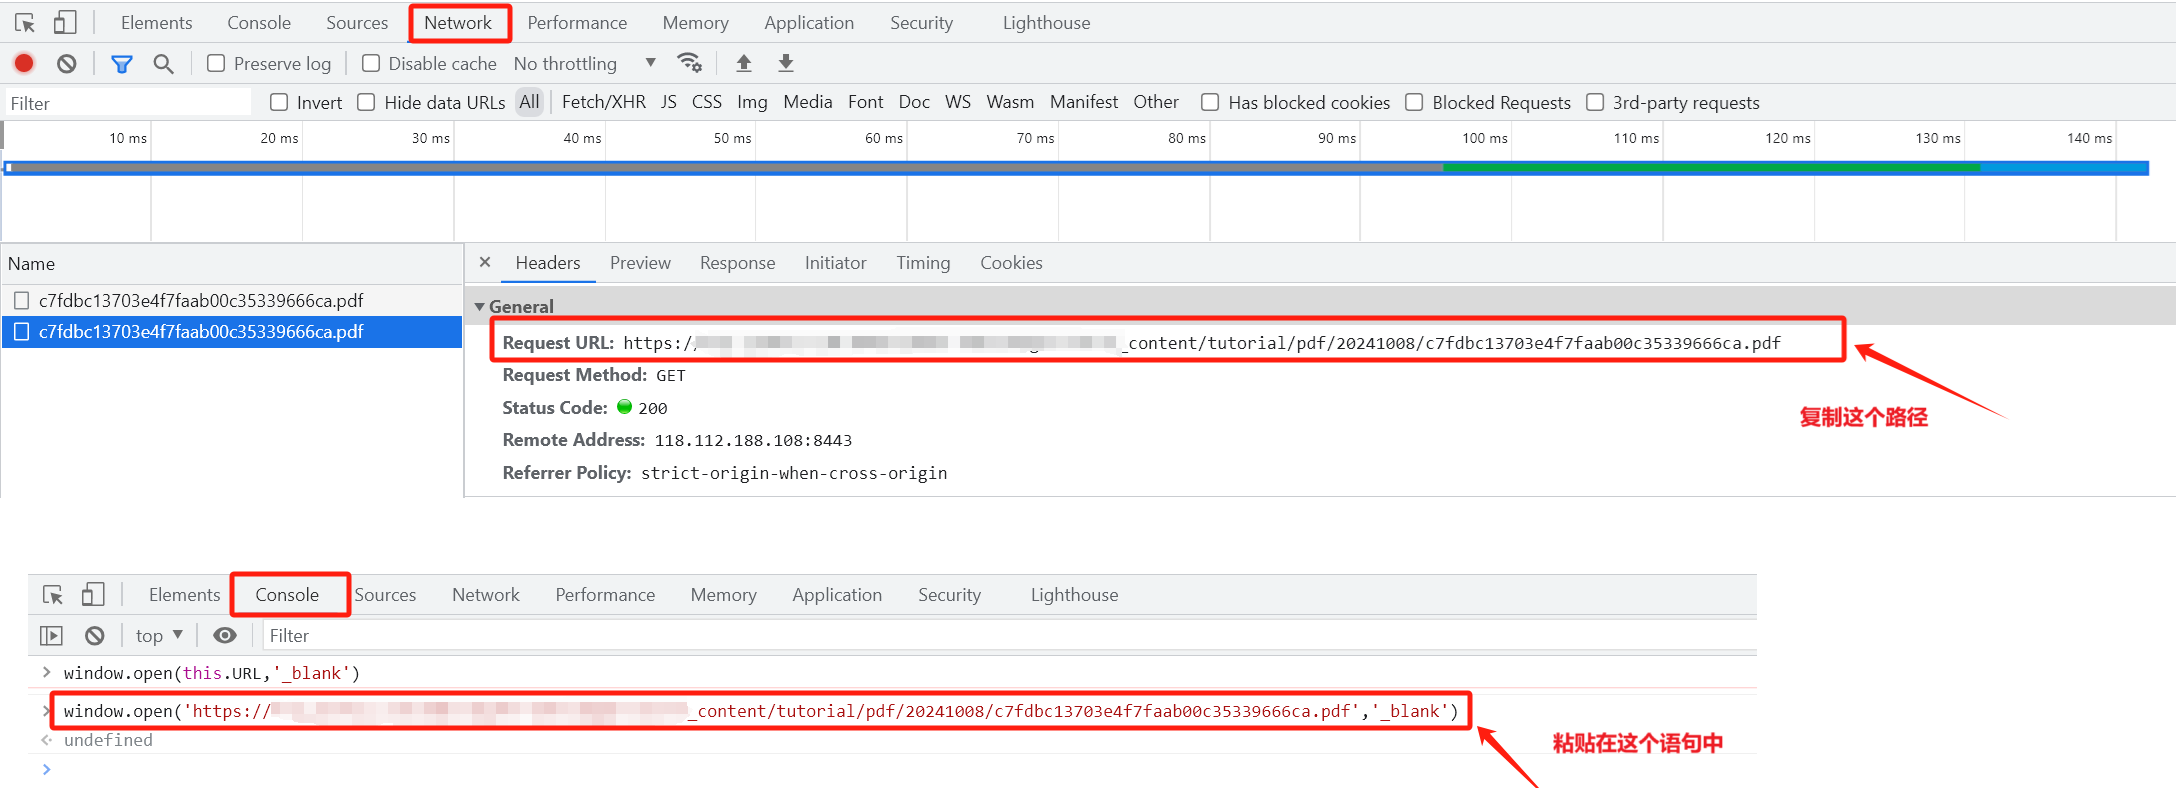 Elements Console Sources Network Performance Memory Application Security Lighthouse
Preserve log Disable cache No throttling
Filter Invert Hide data URLs All Fetch/XHR JS CSS Img Media Font Doc WS Wasm Manifest Other Has blocked cookies Blocked Requests 3rd-party requests
10 ms 20 ms 30 ms 40 ms 50 ms 60 ms 70 ms 80 ms 90 ms 100 ms 110 ms 120 ms 130 ms 140 ms
Name
c7fdbc13703e4f7faab00c35339666ca.pdf
c7fdbc13703e4f7faab00c35339666ca.pdf
× Headers Preview Response Initiator Timing Cookies
General
Request URL: https://_content/tutorial/pdf/20241008/c7fdbc13703e4f7faab00c35339666ca.pdf
Request Method: GET
Status Code: 200
Remote Address: 118.112.188.108:8443
Referrer Policy: strict-origin-when-cross-origin
复制这个路径
Elements Console Sources Network Performance Memory Application Security Lighthouse
top Filter
window.open(this.URL,'_blank')
window.open('https://_content/tutorial/pdf/20241008/c7fdbc13703e4f7faab00c35339666ca.pdf','_blank')
undefined
粘贴在这个语句中